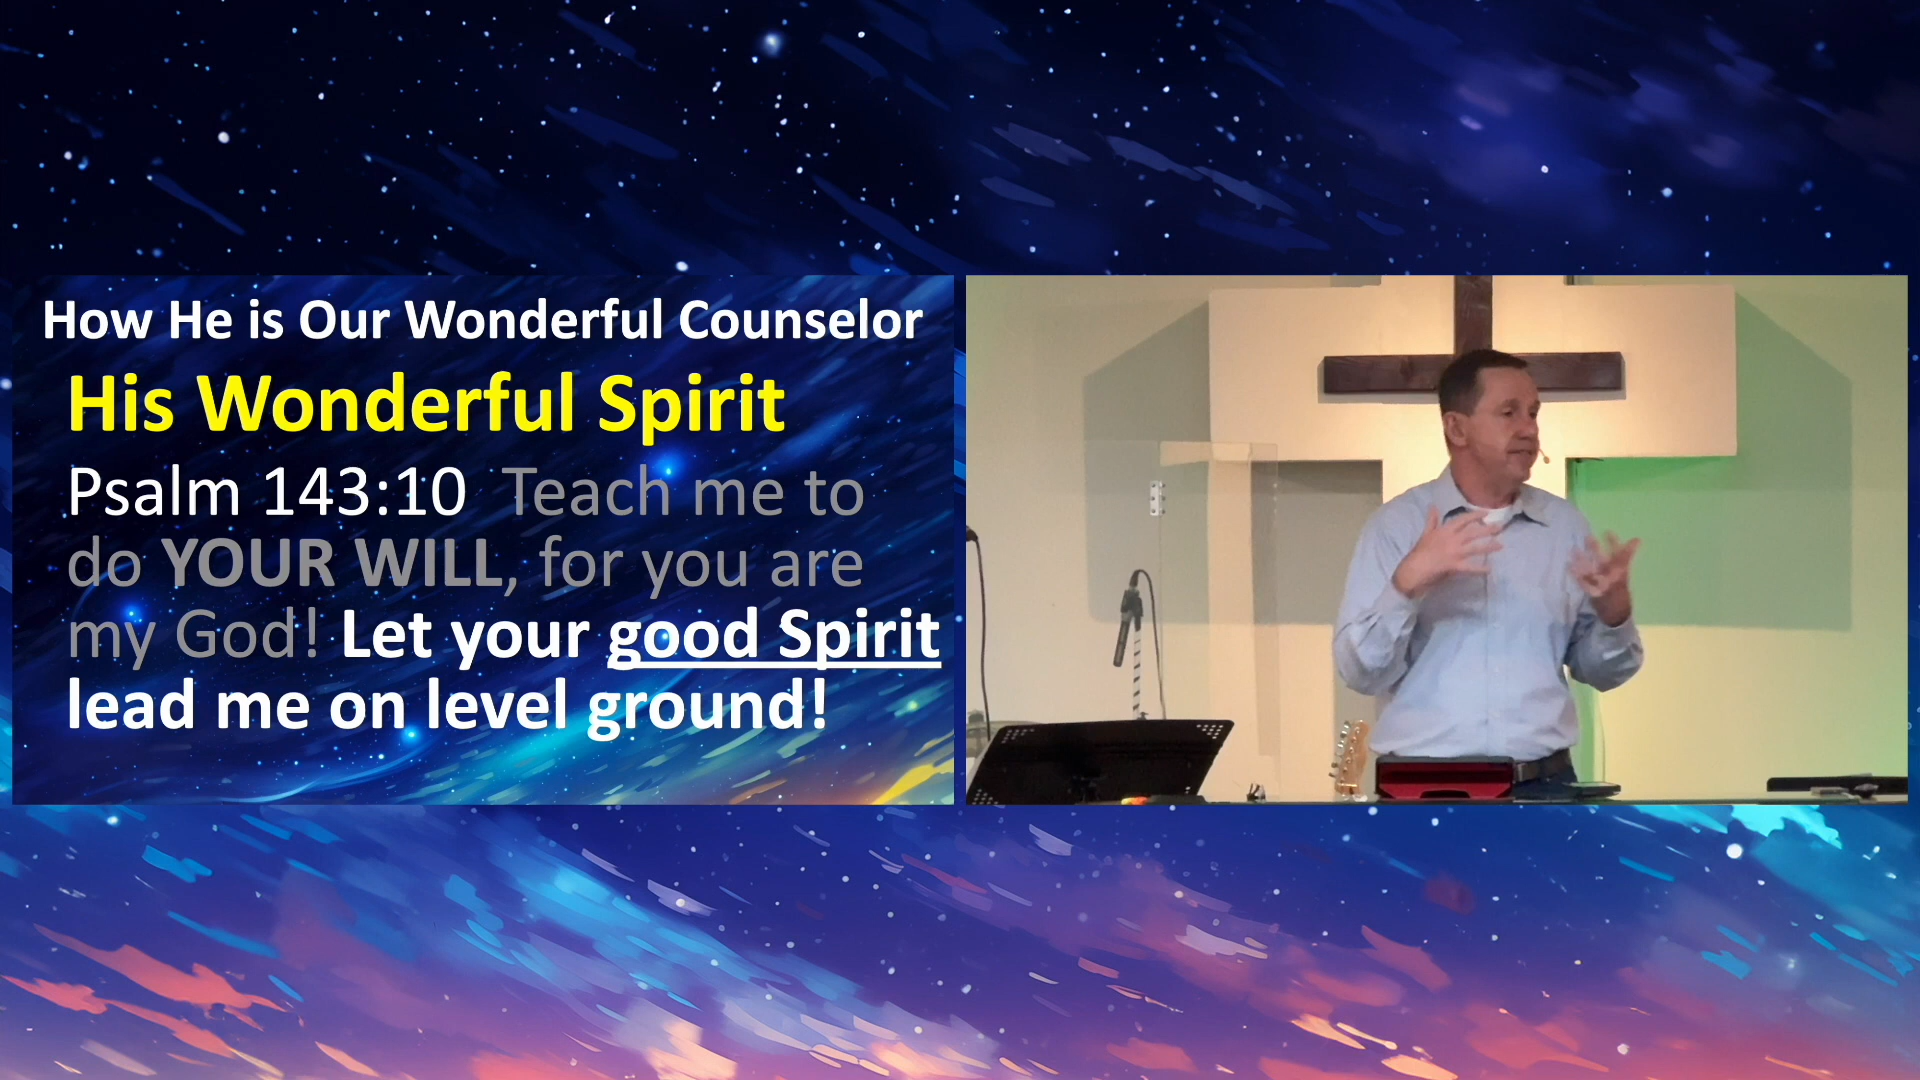 How He is Our Wonderful Counselor
His Wonderful Spirit
Psalm 143:10  Teach me to
do YOUR WILL, for you are
my God! Let your good Spirit
lead me on level ground!